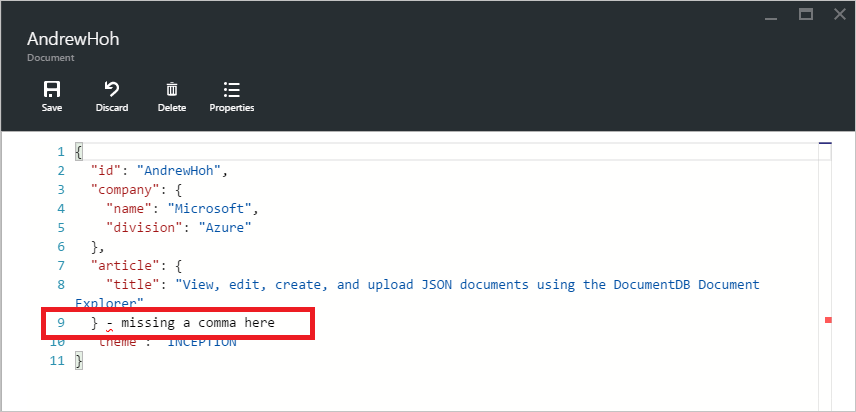 AndrewHoh
Document
Save Discard Delete Properties
1 {
2 "id": "AndrewHoh",
3 "company": {
4 "name": "Microsoft",
5 "division": "Azure"
6 },
7 "article": {
8 "title": "View, edit, create, and upload JSON documents using the DocumentDB Document
Explorer"
9 } - missing a comma here
10 "theme": "INCEPTION"
11 }